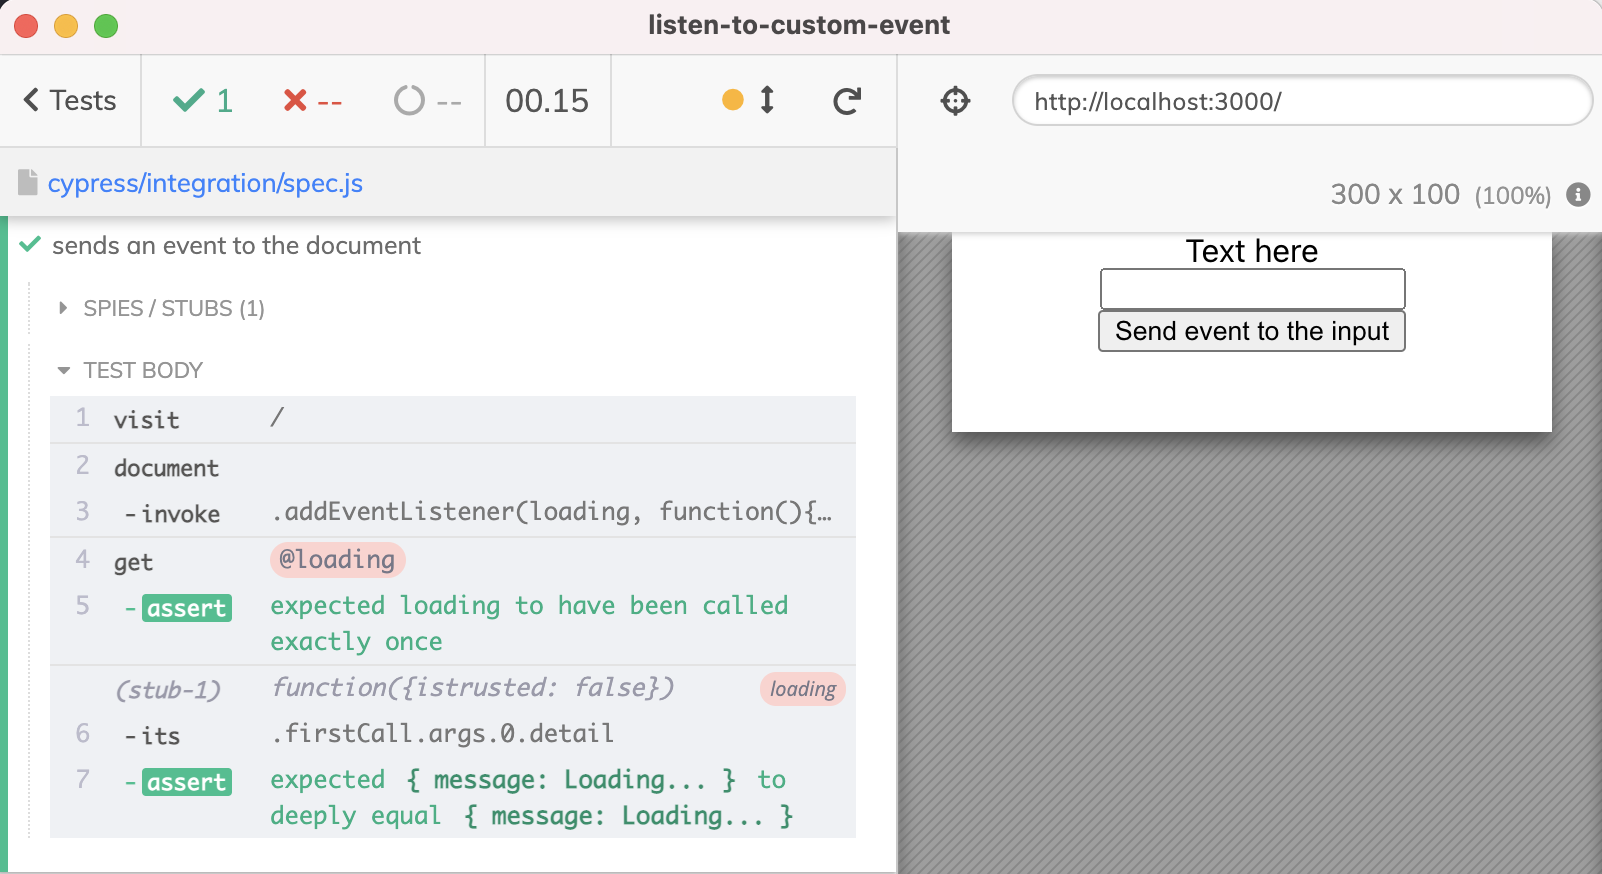 listen-to-custom-event
Tests
1
--
--
00.15
http://localhost:3000/
cypress/integration/spec.js
300 x 100 (100%)
sends an event to the document
SPIES / STUBS (1)
TEST BODY
1 visit /
2 document
3 -invoke .addEventListener(loading, function(){…
4 get @loading
5 -assert expected loading to have been called
exactly once
(stub-1) function({istrusted: false}) loading
6 -its .firstCall.args.0.detail
7 -assert expected { message: Loading... } to
deeply equal { message: Loading... }
Text here
Send event to the input